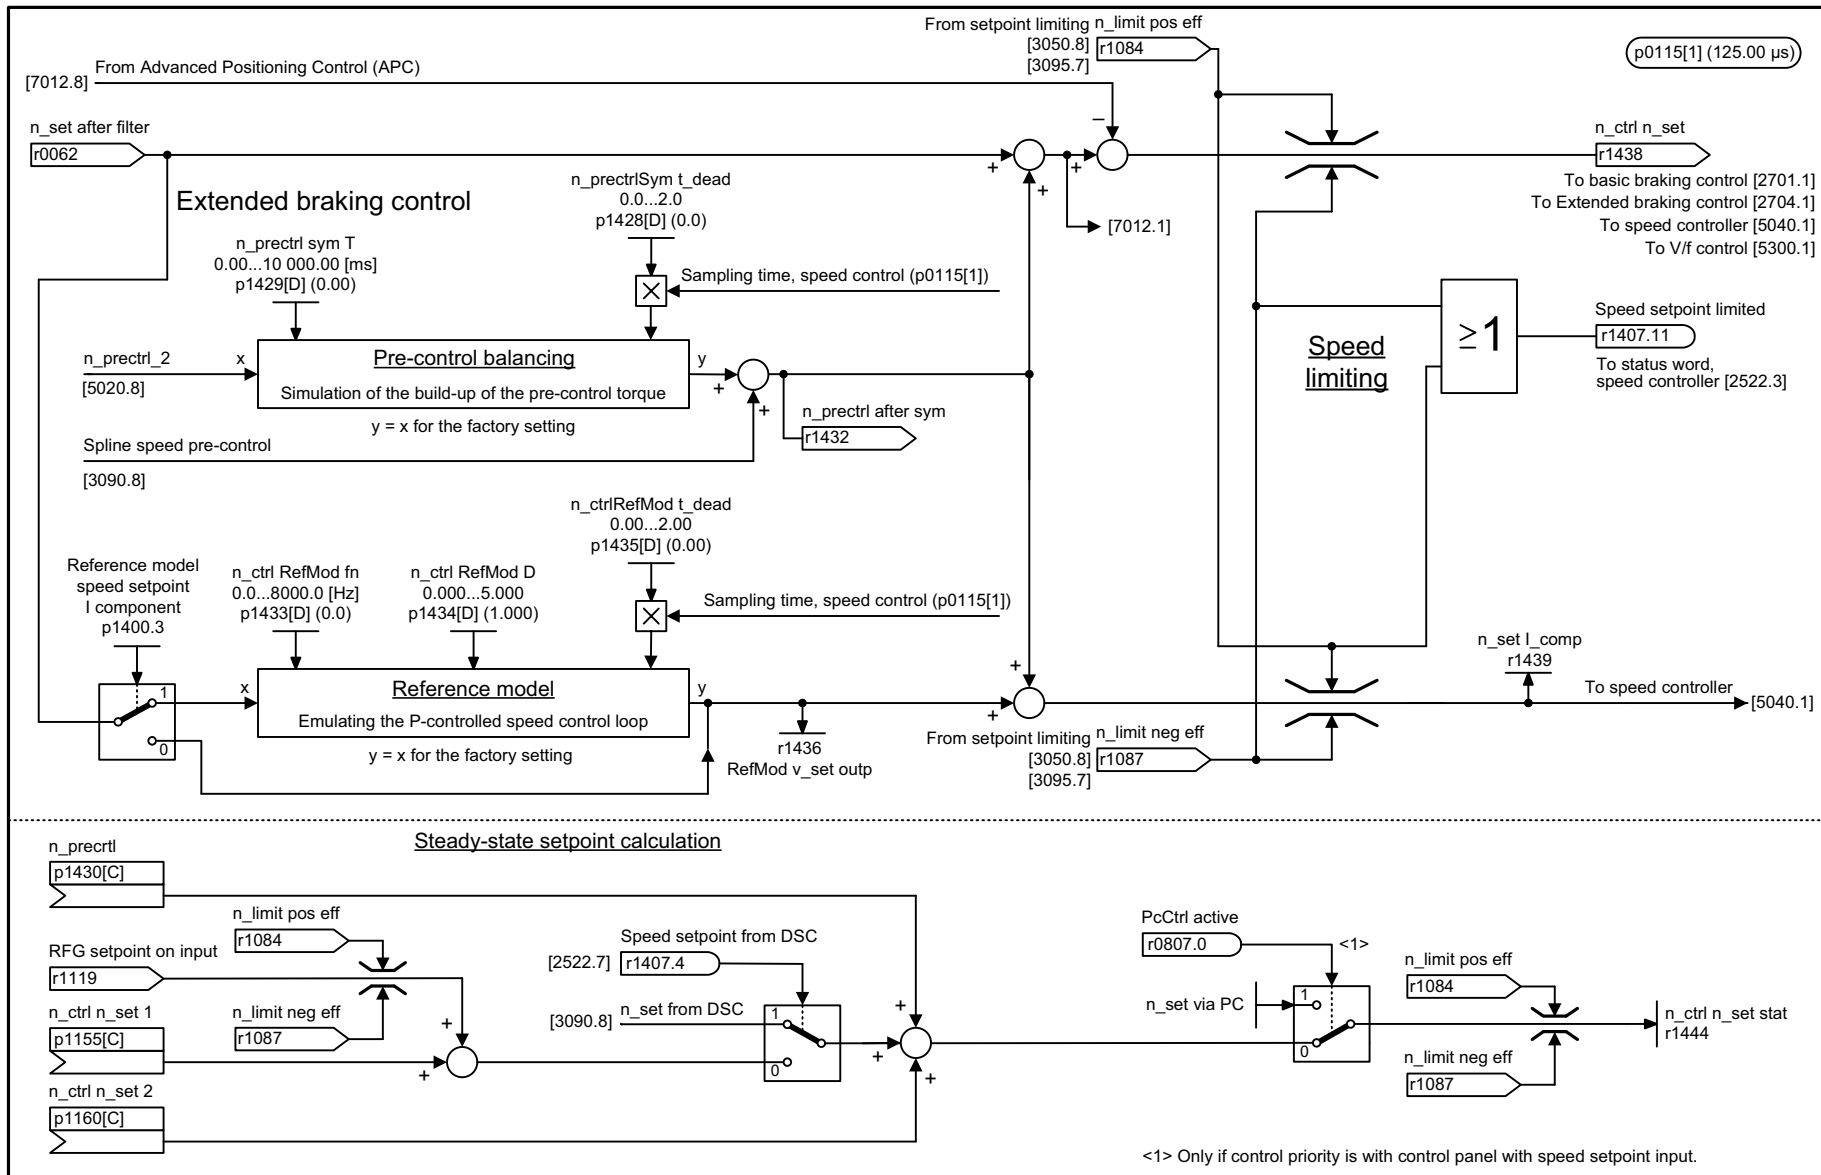 From setpoint limiting
[3050.8]
[3095.7]
n_limit pos eff
r1084
p0115[1] (125.00 µs)
From Advanced Positioning Control (APC)
[7012.8]
–
n_set after filter
r0062
+
+
+
n_ctrl n_set
r1438
To basic braking control [2701.1]
To Extended braking control [2704.1]
To speed controller [5040.1]
To V/f control [5300.1]
Extended braking control
n_prectrlSym t_dead
0.0...2.0
p1428[D] (0.0)
[7012.1]
n_prectrl sym T
0.00...10 000.00 [ms]
p1429[D] (0.00)
×
Sampling time, speed control (p0115[1])
≥1
Speed setpoint limited
r1407.11
To status word,
speed controller [2522.3]
Speed
limiting
n_prectrl_2
[5020.8]
x
Pre-control balancing
Simulation of the build-up of the pre-control torque
y
+
+
y = x for the factory setting
n_prectrl after sym
r1432
Spline speed pre-control
[3090.8]
n_ctrlRefMod t_dead
0.00...2.00
p1435[D] (0.00)
Reference model
speed setpoint
I component
p1400.3
n_ctrl RefMod fn
0.0...8000.0 [Hz]
p1433[D] (0.0)
n_ctrl RefMod D
0.000...5.000
p1434[D] (1.000)
×
Sampling time, speed control (p0115[1])
n_set I_comp
r1439
1
0
x
Reference model
Emulating the P-controlled speed control loop
y
+
+
To speed controller
[5040.1]
y = x for the factory setting
r1436
RefMod v_set outp
From setpoint limiting
[3050.8]
[3095.7]
n_limit neg eff
r1087
Steady-state setpoint calculation
n_precrtl
p1430[C]
n_limit pos eff
r1084
RFG setpoint on input
r1119
n_limit neg eff
r1087
n_ctrl n_set 1
p1155[C]
+
+
n_ctrl n_set 2
p1160[C]
Speed setpoint from DSC
[2522.7]
r1407.4
n_set from DSC
[3090.8]
1
0
+
+
+
PcCtrl active
r0807.0
<1>
n_set via PC
1
0
n_limit pos eff
r1084
n_limit neg eff
r1087
n_ctrl n_set stat
r1444
<1> Only if control priority is with control panel with speed setpoint input.